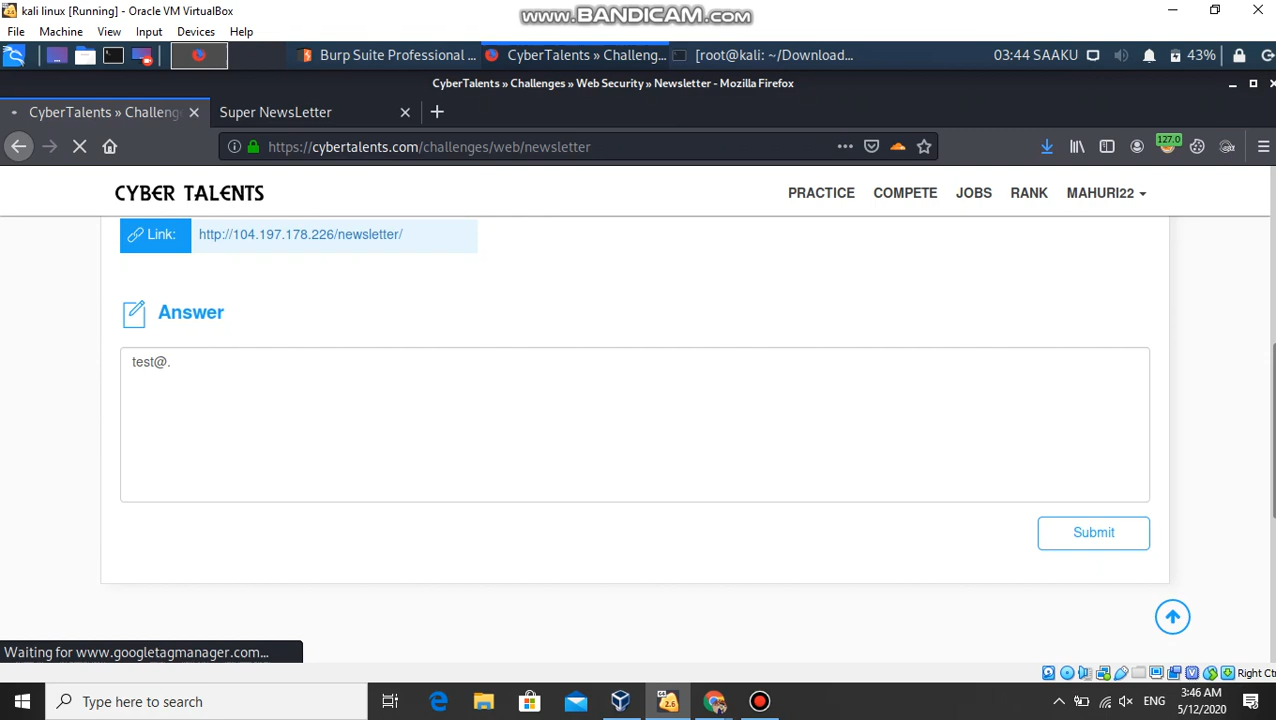 kali linux [Running] - Oracle VM VirtualBox
www.BANDICAM.com
File Machine View Input Devices Help
Burp Suite Professional ...
CyberTalents » Challeng...
[root@kali: ~/Download...
03:44 SAAKU
43%
CyberTalents » Challenges » Web Security » Newsletter - Mozilla Firefox
CyberTalents » Challeng
Super NewsLetter
https://cybertalents.com/challenges/web/newsletter
127.0
CYBER TALENTS
PRACTICE COMPETE JOBS RANK MAHURI22
Link: http://104.197.178.226/newsletter/
Answer
test@.
Submit
Waiting for www.googletagmanager.com...
Right Ctrl
Type here to search
2.6
ENG
3:46 AM
5/12/2020